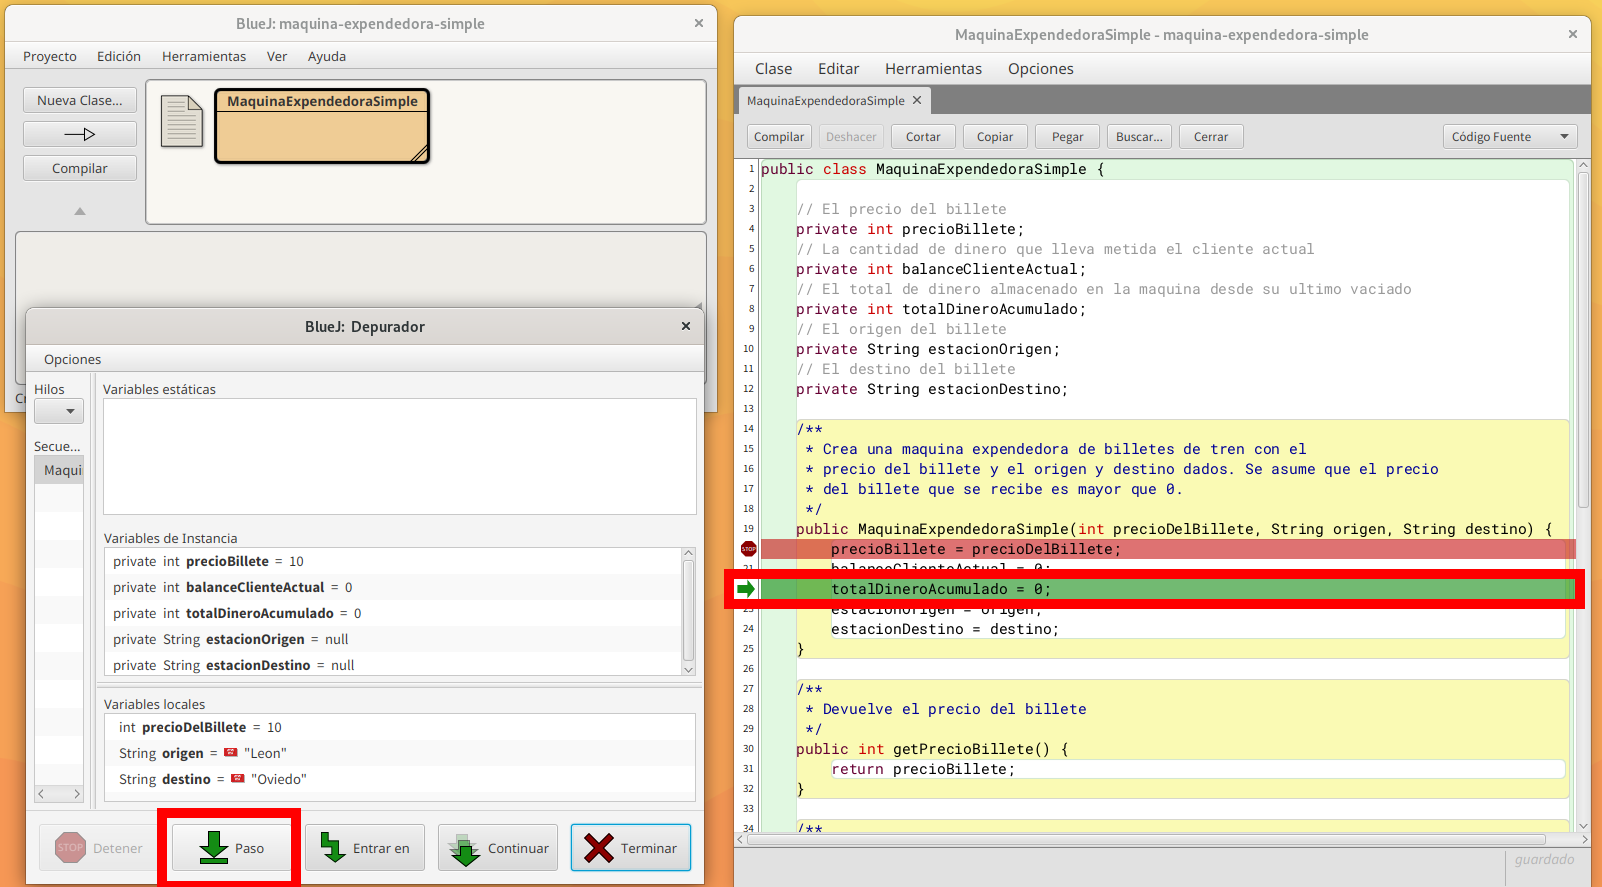 BlueJ: maquina-expendedora-simple
Proyecto Edición Herramientas Ver Ayuda
Nueva Clase...
Compilar
MaquinaExpendedoraSimple
BlueJ: Depurador
Opciones
Hilos
Secue...
Maqui
Variables estáticas
Variables de Instancia
private int precioBillete = 10
private int balanceClienteActual = 0
private int totalDineroAcumulado = 0
private String estacionOrigen = null
private String estacionDestino = null
Variables locales
int precioDelBillete = 10
String origen = "Leon"
String destino = "Oviedo"
STOP Detener
Paso
Entrar en
Continuar
Terminar
MaquinaExpendedoraSimple - maquina-expendedora-simple
Clase Editar Herramientas Opciones
MaquinaExpendedoraSimple
Compilar Deshacer Cortar Copiar Pegar Buscar... Cerrar Código Fuente
1 public class MaquinaExpendedoraSimple {
2
3 // El precio del billete
4 private int precioBillete;
5 // La cantidad de dinero que lleva metida el cliente actual
6 private int balanceClienteActual;
7 // El total de dinero almacenado en la maquina desde su ultimo vaciado
8 private int totalDineroAcumulado;
9 // El origen del billete
10 private String estacionOrigen;
11 // El destino del billete
12 private String estacionDestino;
13
14 /**
15 * Crea una maquina expendedora de billetes de tren con el
16 * precio del billete y el origen y destino dados. Se asume que el precio
17 * del billete que se recibe es mayor que 0.
18 */
19 public MaquinaExpendedoraSimple(int precioDelBillete, String origen, String destino) {
STOP precioBillete = precioDelBillete;
21 balanceClienteActual = 0;
totalDineroAcumulado = 0;
23 estacionOrigen = origen;
24 estacionDestino = destino;
25 }
26
27 /**
28 * Devuelve el precio del billete
29 */
30 public int getPrecioBillete() {
31 return precioBillete;
32 }
33
34 /**
guardado